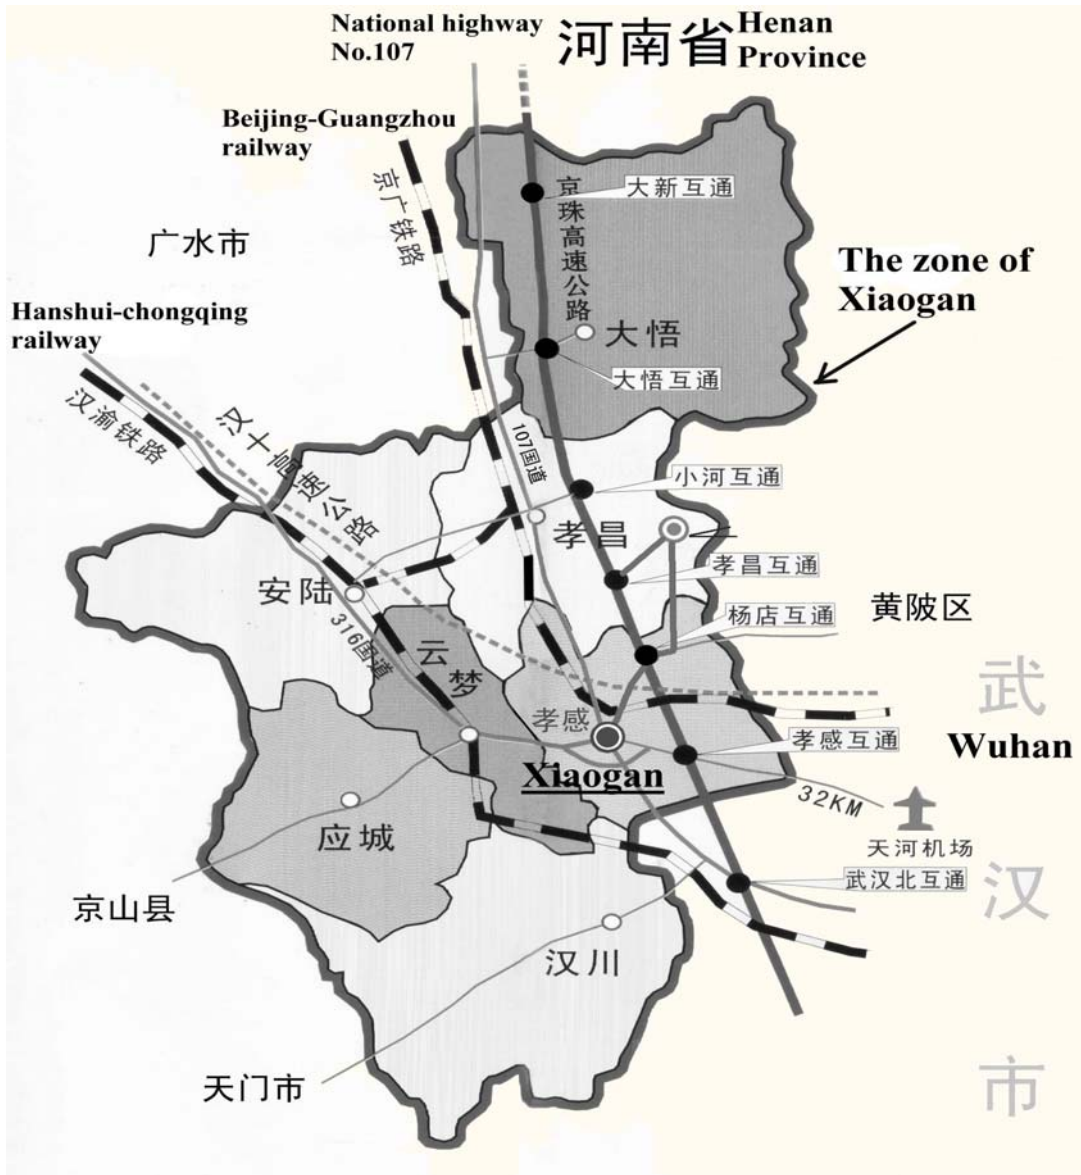 National highway
No.107
河南省
Henan
Province
Beijing-Guangzhou
railway
京广铁路
京珠高速公路
大新互通
广水市
The zone of
Xiaogan
Hanshui-chongqing
railway
大悟
大悟互通
汉渝铁路
汉十高速公路
107国道
小河互通
孝昌
孝昌互通
安陆
杨店互通
黄陂区
316国道
云梦
武汉市
孝感
孝感互通
Wuhan
Xiaogan
32KM
应城
天河机场
武汉北互通
京山县
汉川
天门市